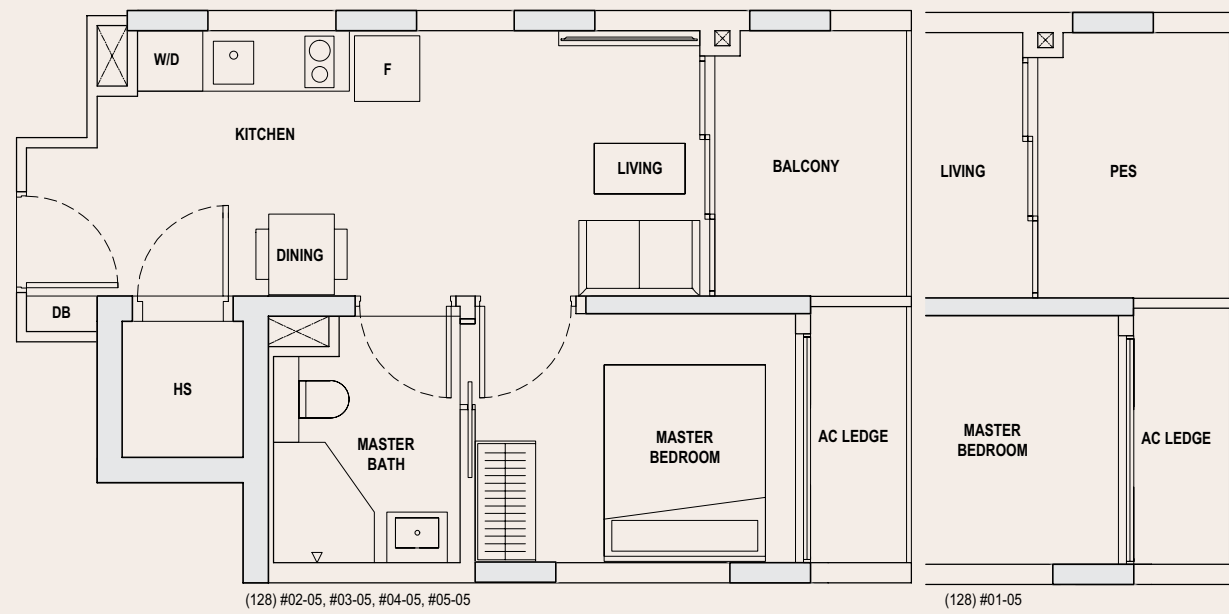 W/D
F
KITCHEN
LIVING
BALCONY
DINING
DB
HS
MASTER
BATH
MASTER
BEDROOM
AC LEDGE
(128) #02-05, #03-05, #04-05, #05-05
LIVING
PES
MASTER
BEDROOM
AC LEDGE
(128) #01-05